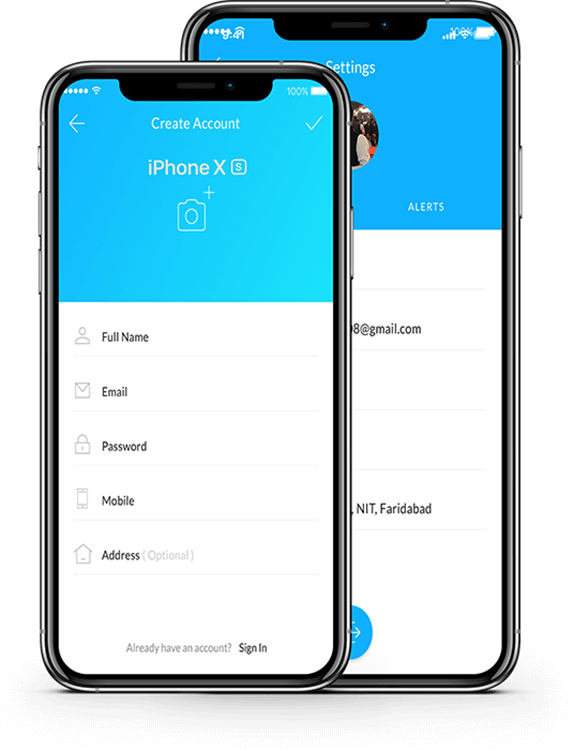 100%
Create Account
iPhone X S
Full Name
Email
Password
Mobile
Address ( Optional )
Already have an account? Sign In
100%
Settings
ALERTS
8@gmail.com
, NIT, Faridabad